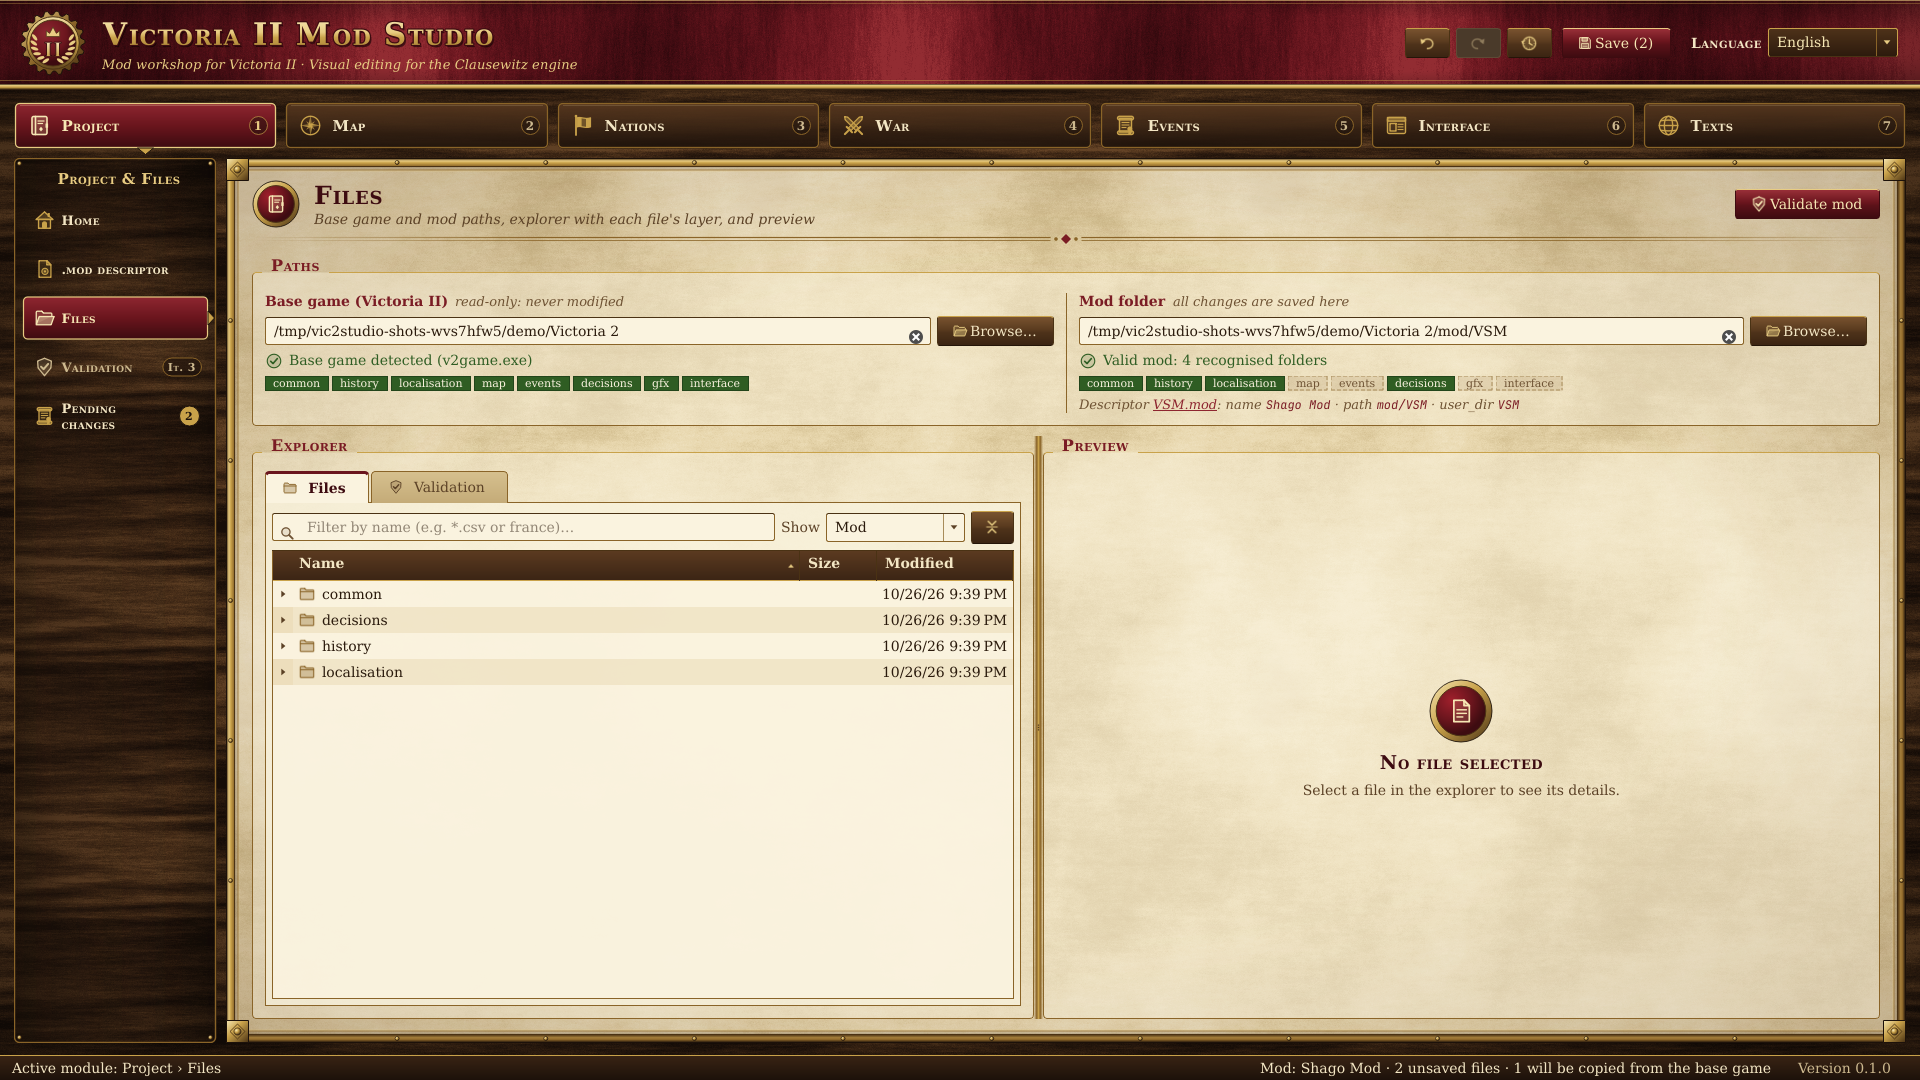 Victoria II Mod Studio
Mod workshop for Victoria II · Visual editing for the Clausewitz engine
Save (2)
Language
English
Project 1
Map 2
Nations 3
War 4
Events 5
Interface 6
Texts 7
Project & Files
Home
.mod descriptor
Files
Validation It. 3
Pending changes 2
Files
Base game and mod paths, explorer with each file's layer, and preview
Validate mod
Paths
Base game (Victoria II) read-only: never modified
/tmp/vic2studio-shots-wvs7hfw5/demo/Victoria 2
Browse...
Base game detected (v2game.exe)
common history localisation map events decisions gfx interface
Mod folder all changes are saved here
/tmp/vic2studio-shots-wvs7hfw5/demo/Victoria 2/mod/VSM
Browse...
Valid mod: 4 recognised folders
common history localisation map events decisions gfx interface
Descriptor VSM.mod: name Shago Mod · path mod/VSM · user_dir VSM
Explorer
Files
Validation
Filter by name (e.g. *.csv or france)...
Show
Mod
Name Size Modified
common 10/26/26 9:39 PM
decisions 10/26/26 9:39 PM
history 10/26/26 9:39 PM
localisation 10/26/26 9:39 PM
Preview
No file selected
Select a file in the explorer to see its details.
Active module: Project › Files
Mod: Shago Mod · 2 unsaved files · 1 will be copied from the base game
Version 0.1.0